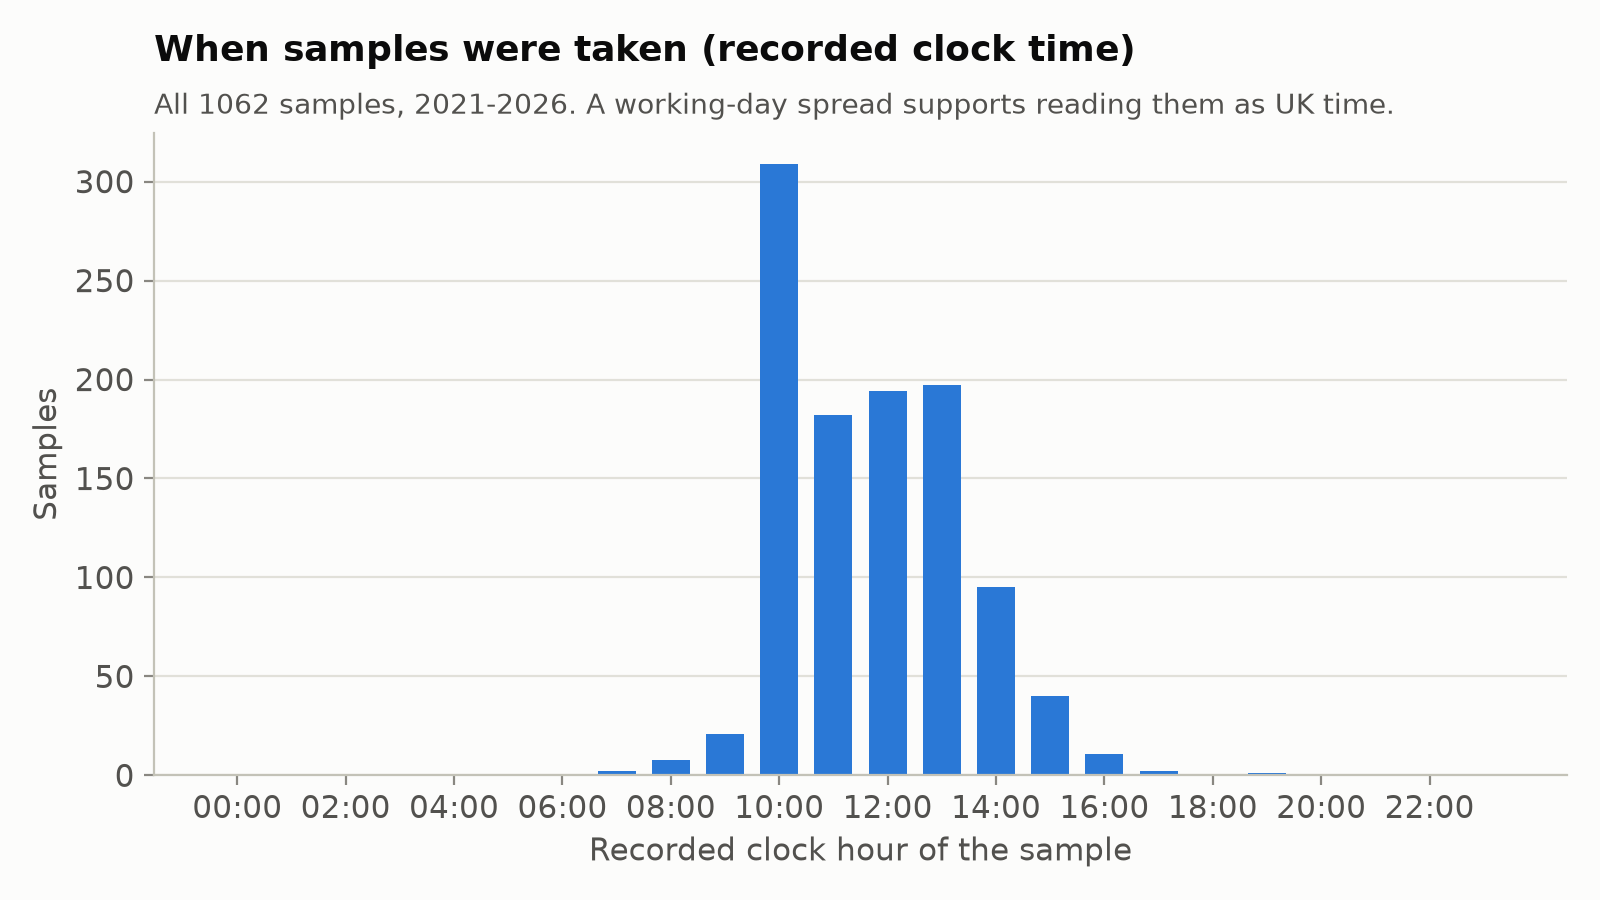 When samples were taken (recorded clock time)
All 1062 samples, 2021-2026. A working-day spread supports reading them as UK time.
300
250
200
150
100
50
0
Samples
00:00 02:00 04:00 06:00 08:00 10:00 12:00 14:00 16:00 18:00 20:00 22:00
Recorded clock hour of the sample